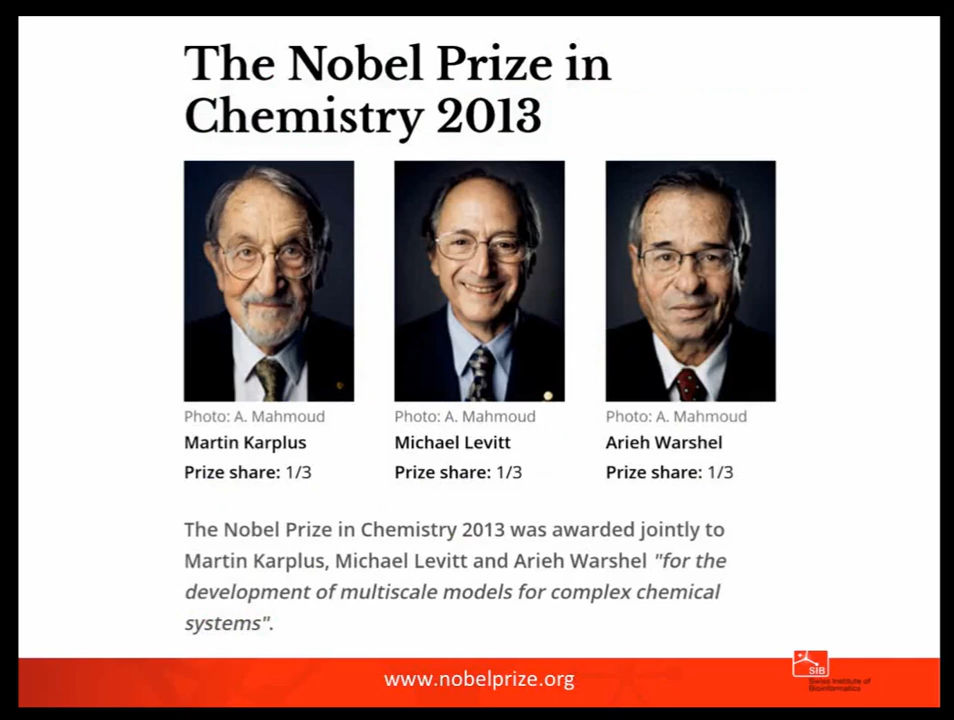 The Nobel Prize in
Chemistry 2013
Photo: A. Mahmoud
Martin Karplus
Prize share: 1/3
Photo: A. Mahmoud
Michael Levitt
Prize share: 1/3
Photo: A. Mahmoud
Arieh Warshel
Prize share: 1/3
The Nobel Prize in Chemistry 2013 was awarded jointly to
Martin Karplus, Michael Levitt and Arieh Warshel "for the
development of multiscale models for complex chemical
systems".
www.nobelprize.org
SIB
Swiss Institute of
Bioinformatics